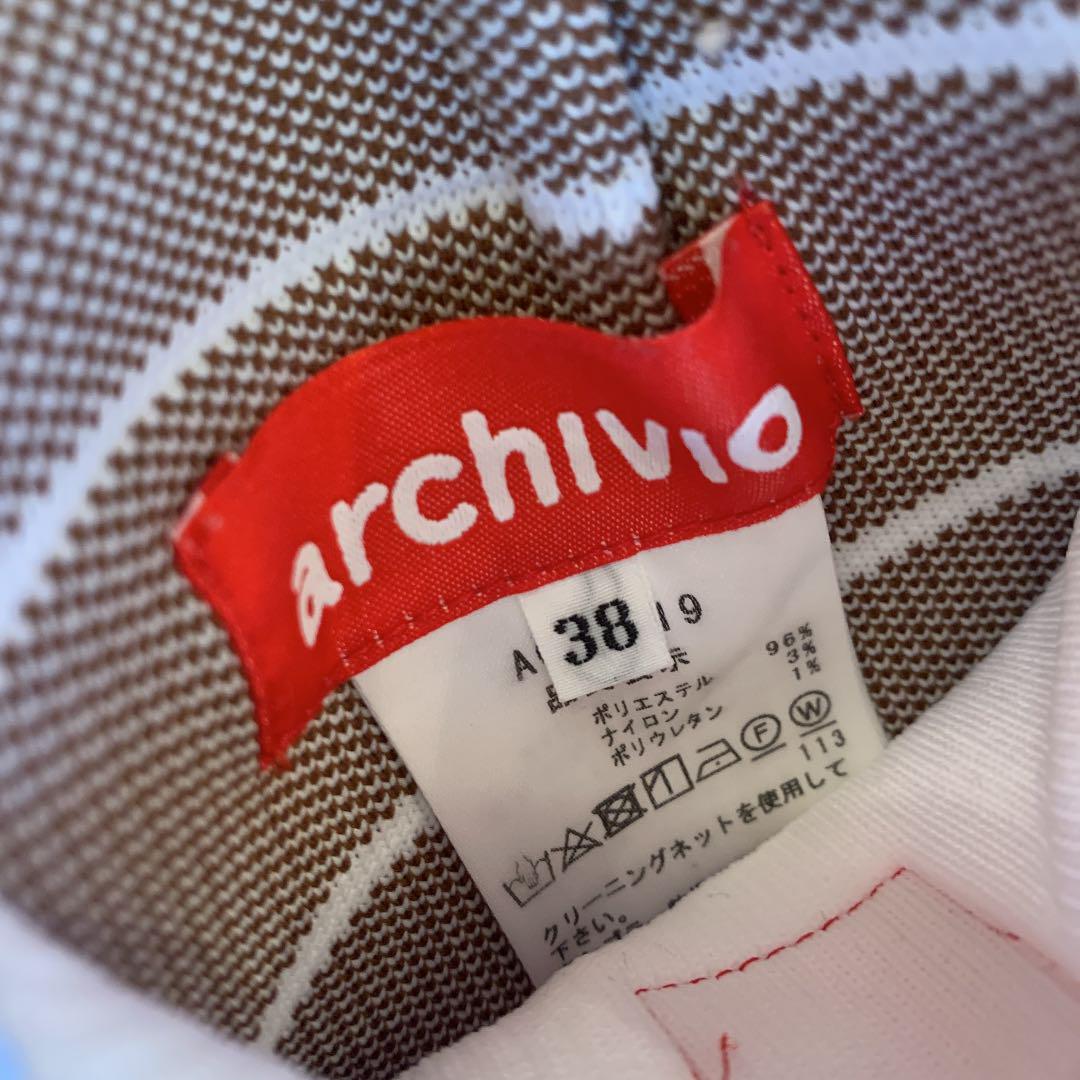 archivio
38
19
ポリエステル 96%
ナイロン 3%
ポリウレタン 1%
F W
113
クリーニングネットを使用して
下さい。